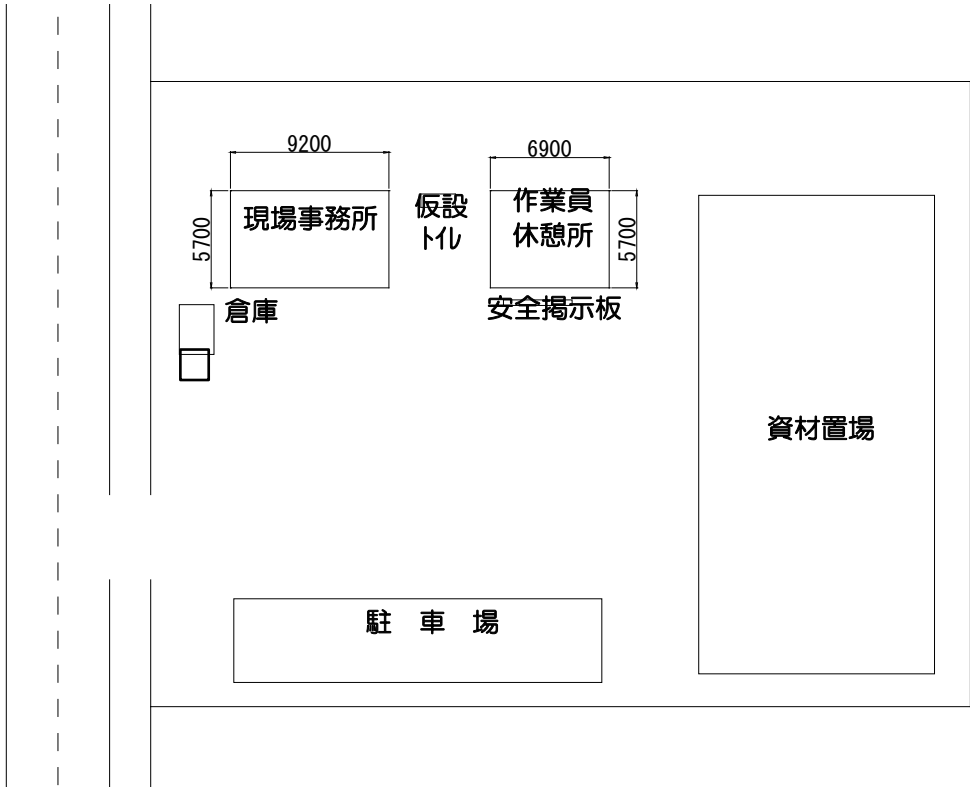 9200
6900
現場事務所
仮設
トイレ
作業員
休憩所
5700
5700
倉庫
安全掲示板
資材置場
駐　車　場